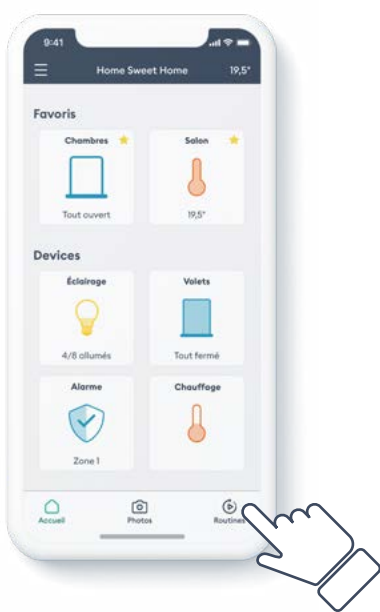 9:41
Home Sweet Home 19,5°
Favoris
Chambres Salon
Tout ouvert 19,5°
Devices
Éclairage Volets
4/8 allumés Tout fermé
Alarme Chauffage
Zone 1
Accueil Photos Routines